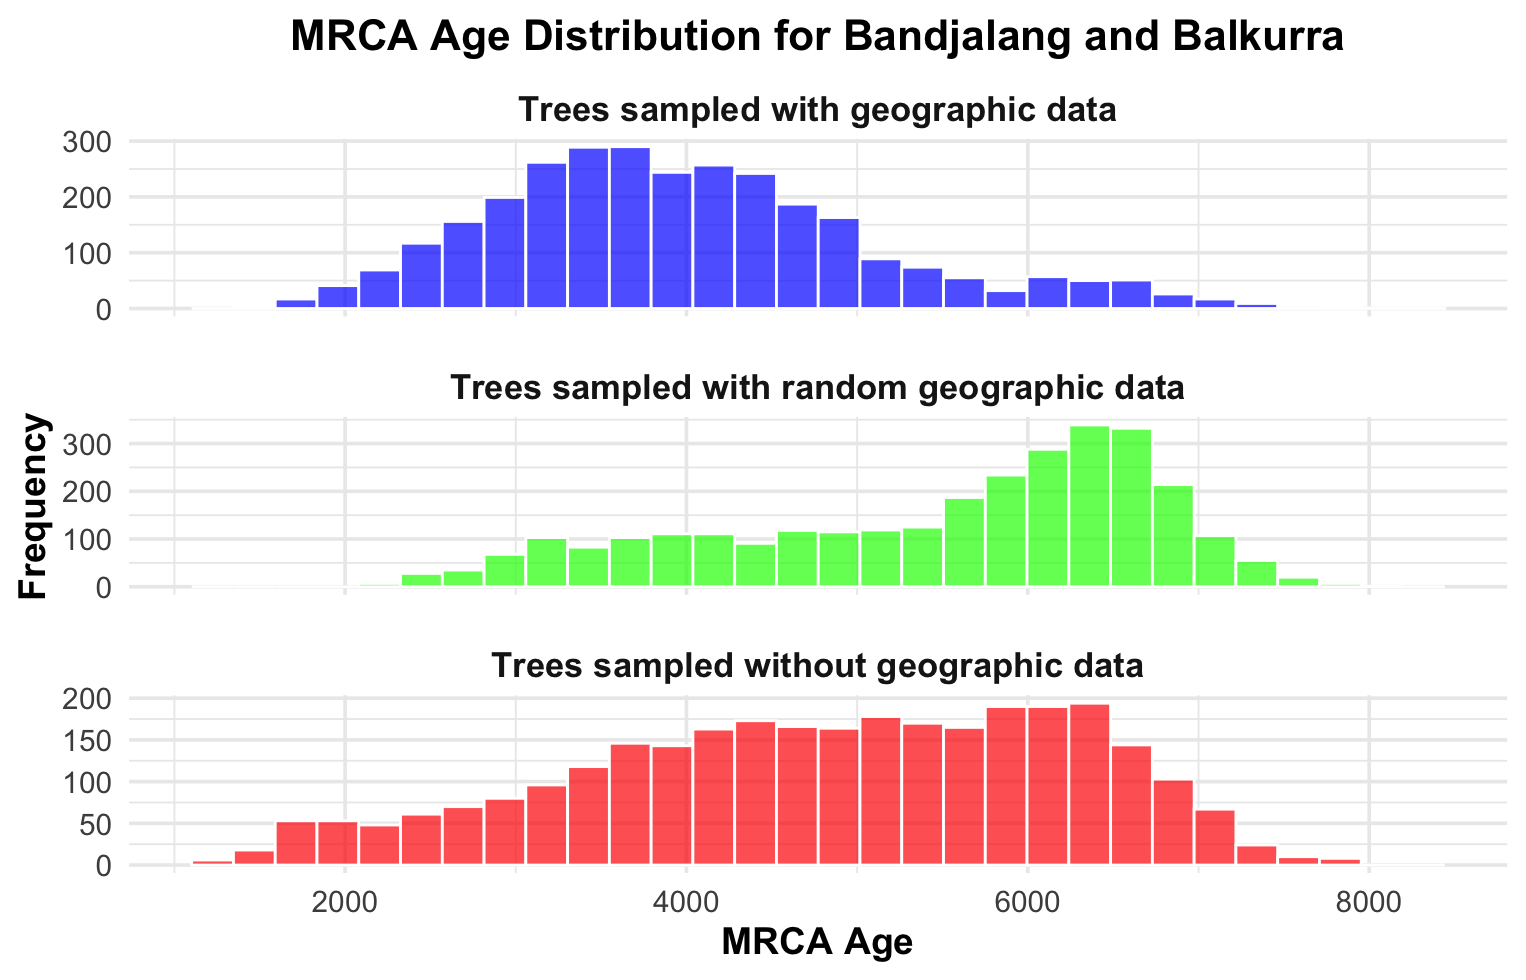 MRCA Age Distribution for Bandjalang and Balkurra
Trees sampled with geographic data
300
200
100
0
Trees sampled with random geographic data
300
200
100
0
Frequency
Trees sampled without geographic data
200
150
100
50
0
2000 4000 6000 8000
MRCA Age